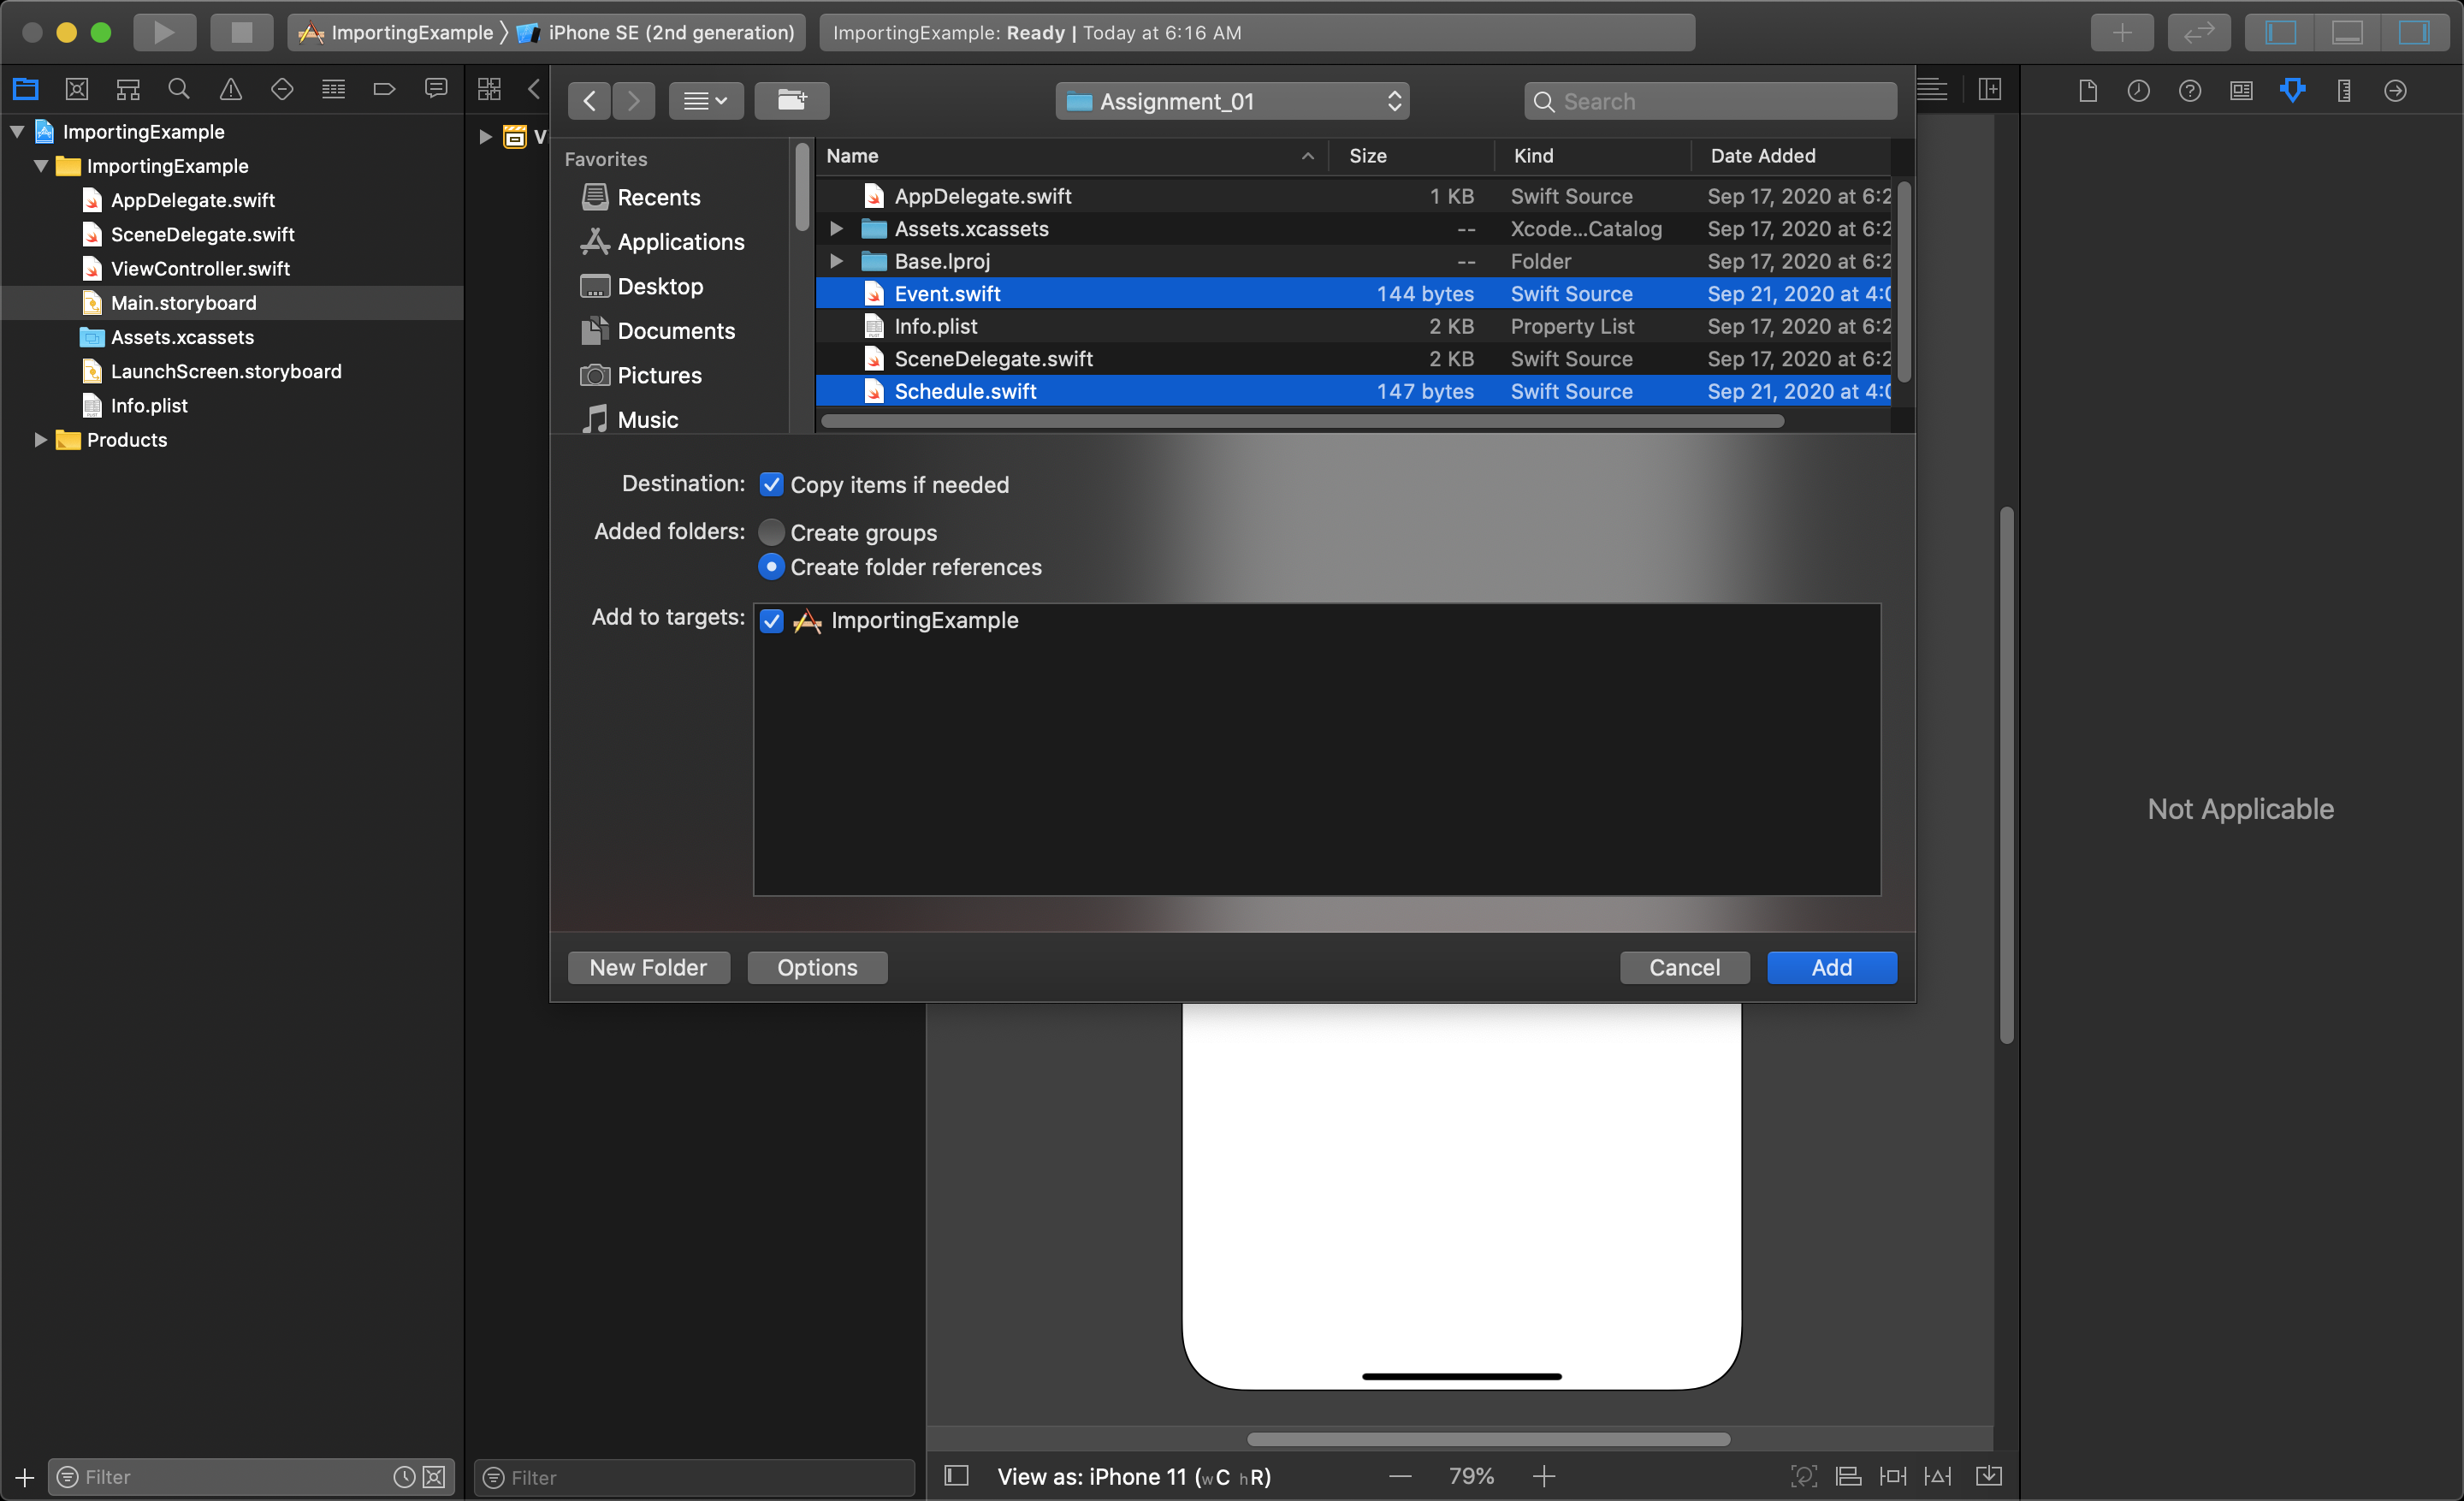 ImportingExample 〉 iPhone SE (2nd generation)
ImportingExample: Ready | Today at 6:16 AM
ImportingExample
ImportingExample
AppDelegate.swift
SceneDelegate.swift
ViewController.swift
Main.storyboard
Assets.xcassets
LaunchScreen.storyboard
Info.plist
Products
Filter
Assignment_01
Search
Favorites
Recents
Applications
Desktop
Documents
Pictures
Music
Name Size Kind Date Added
AppDelegate.swift 1 KB Swift Source Sep 17, 2020 at 6:2
Assets.xcassets -- Xcode...Catalog Sep 17, 2020 at 6:2
Base.lproj -- Folder Sep 17, 2020 at 6:2
Event.swift 144 bytes Swift Source Sep 21, 2020 at 4:0
Info.plist 2 KB Property List Sep 17, 2020 at 6:2
SceneDelegate.swift 2 KB Swift Source Sep 17, 2020 at 6:2
Schedule.swift 147 bytes Swift Source Sep 21, 2020 at 4:0
Destination: Copy items if needed
Added folders: Create groups
Create folder references
Add to targets: ImportingExample
New Folder Options Cancel Add
Not Applicable
Filter
View as: iPhone 11 (wC hR) — 79% +